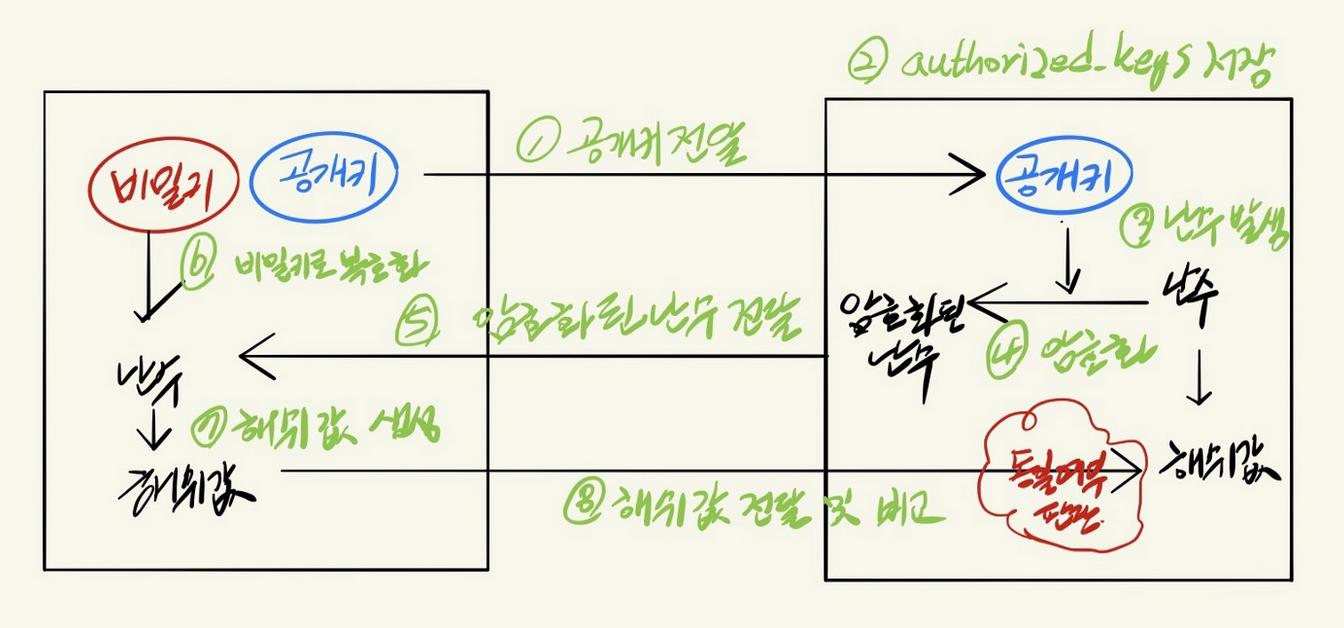 ② authorized_keys 저장
① 공개키 전달
비밀키
공개키
공개키
③ 난수 발생
⑥ 비밀키로 복호화
⑤ 암호화된 난수 전달
암호화된
난수
난수
④ 암호화
난수
⑦ 해쉬값 생성
해쉬값
동일여부
판단
해쉬값
⑧ 해쉬값 전달 및 비교